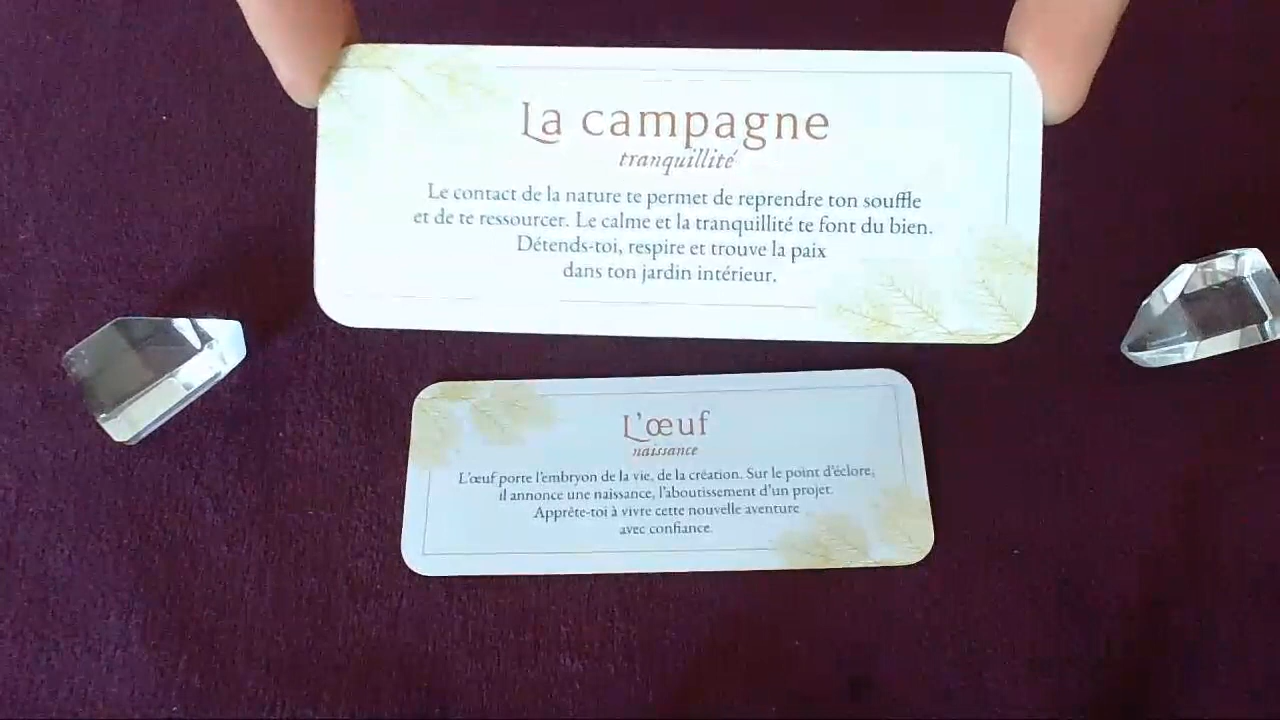 La campagne
tranquillité
Le contact de la nature te permet de reprendre ton souffle
et de te ressourcer. Le calme et la tranquillité te font du bien.
Détends-toi, respire et trouve la paix
dans ton jardin intérieur.
L'œuf
naissance
L'œuf porte l'embryon de la vie, de la création. Sur le point d'éclore,
il annonce une naissance, l'aboutissement d'un projet.
Apprête-toi à vivre cette nouvelle aventure
avec confiance.